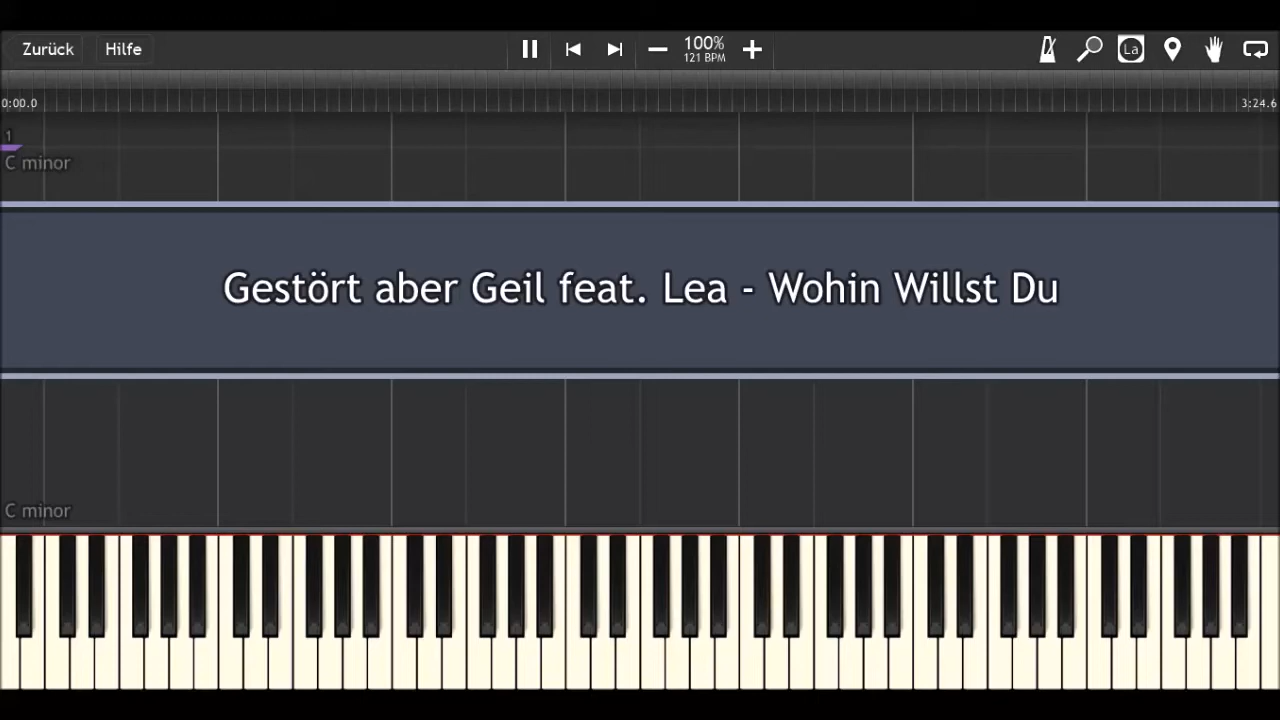 Zurück
Hilfe
100%
121 BPM
La
0:00.0
3:24.6
1
C minor
Gestört aber Geil feat. Lea - Wohin Willst Du
C minor